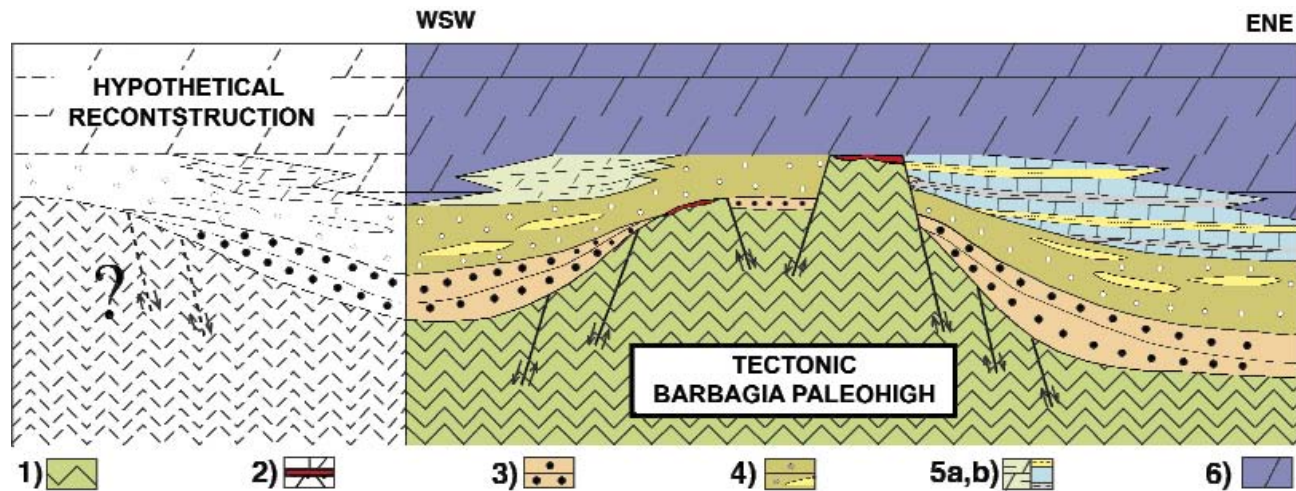 WSW
ENE
HYPOTHETICAL
RECONTSTRUCTION
?
TECTONIC
BARBAGIA PALEOHIGH
1)
2)
3)
4)
5a,b)
6)